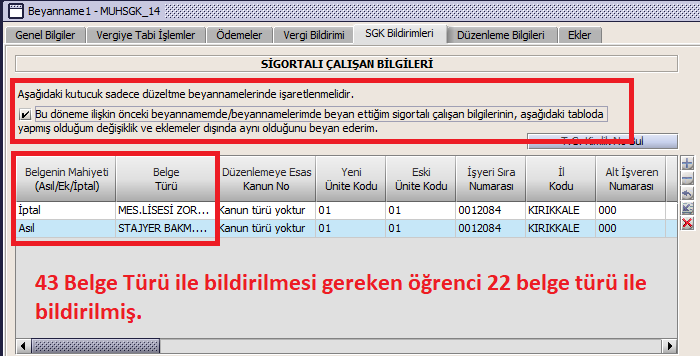 Beyanname1 - MUHSGK_14
Genel Bilgiler Vergiye Tabi İşlemler Ödemeler Vergi Bildirimi SGK Bildirimleri Düzenleme Bilgileri Ekler
SİGORTALI ÇALIŞAN BİLGİLERİ
Aşağıdaki kutucuk sadece düzeltme beyannamelerinde işaretlenmelidir.
Bu döneme ilişkin önceki beyannamemde/beyannamelerimde beyan ettiğim sigortalı çalışan bilgilerinin, aşağıdaki tabloda
yapmış olduğum değişiklik ve eklemeler dışında aynı olduğunu beyan ederim.
T.C. Kimlik No Bul
Belgenin Mahiyeti Belge Düzenlemeye Esas Yeni Eski İşyeri Sıra İl Alt İşveren
(Asıl/Ek/İptal) Türü Kanun No Ünite Kodu Ünite Kodu Numarası Kodu Numarası
İptal MES.LİSESİ ZOR... Kanun türü yoktur 01 01 0012084 KIRIKKALE 000
Asıl STAJYER BAKM.... Kanun türü yoktur 01 01 0012084 KIRIKKALE 000
43 Belge Türü ile bildirilmesi gereken öğrenci 22 belge türü ile
bildirilmiş.